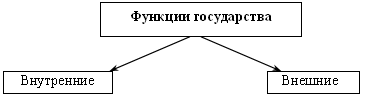 Функции государства
Внутренние
Внешние